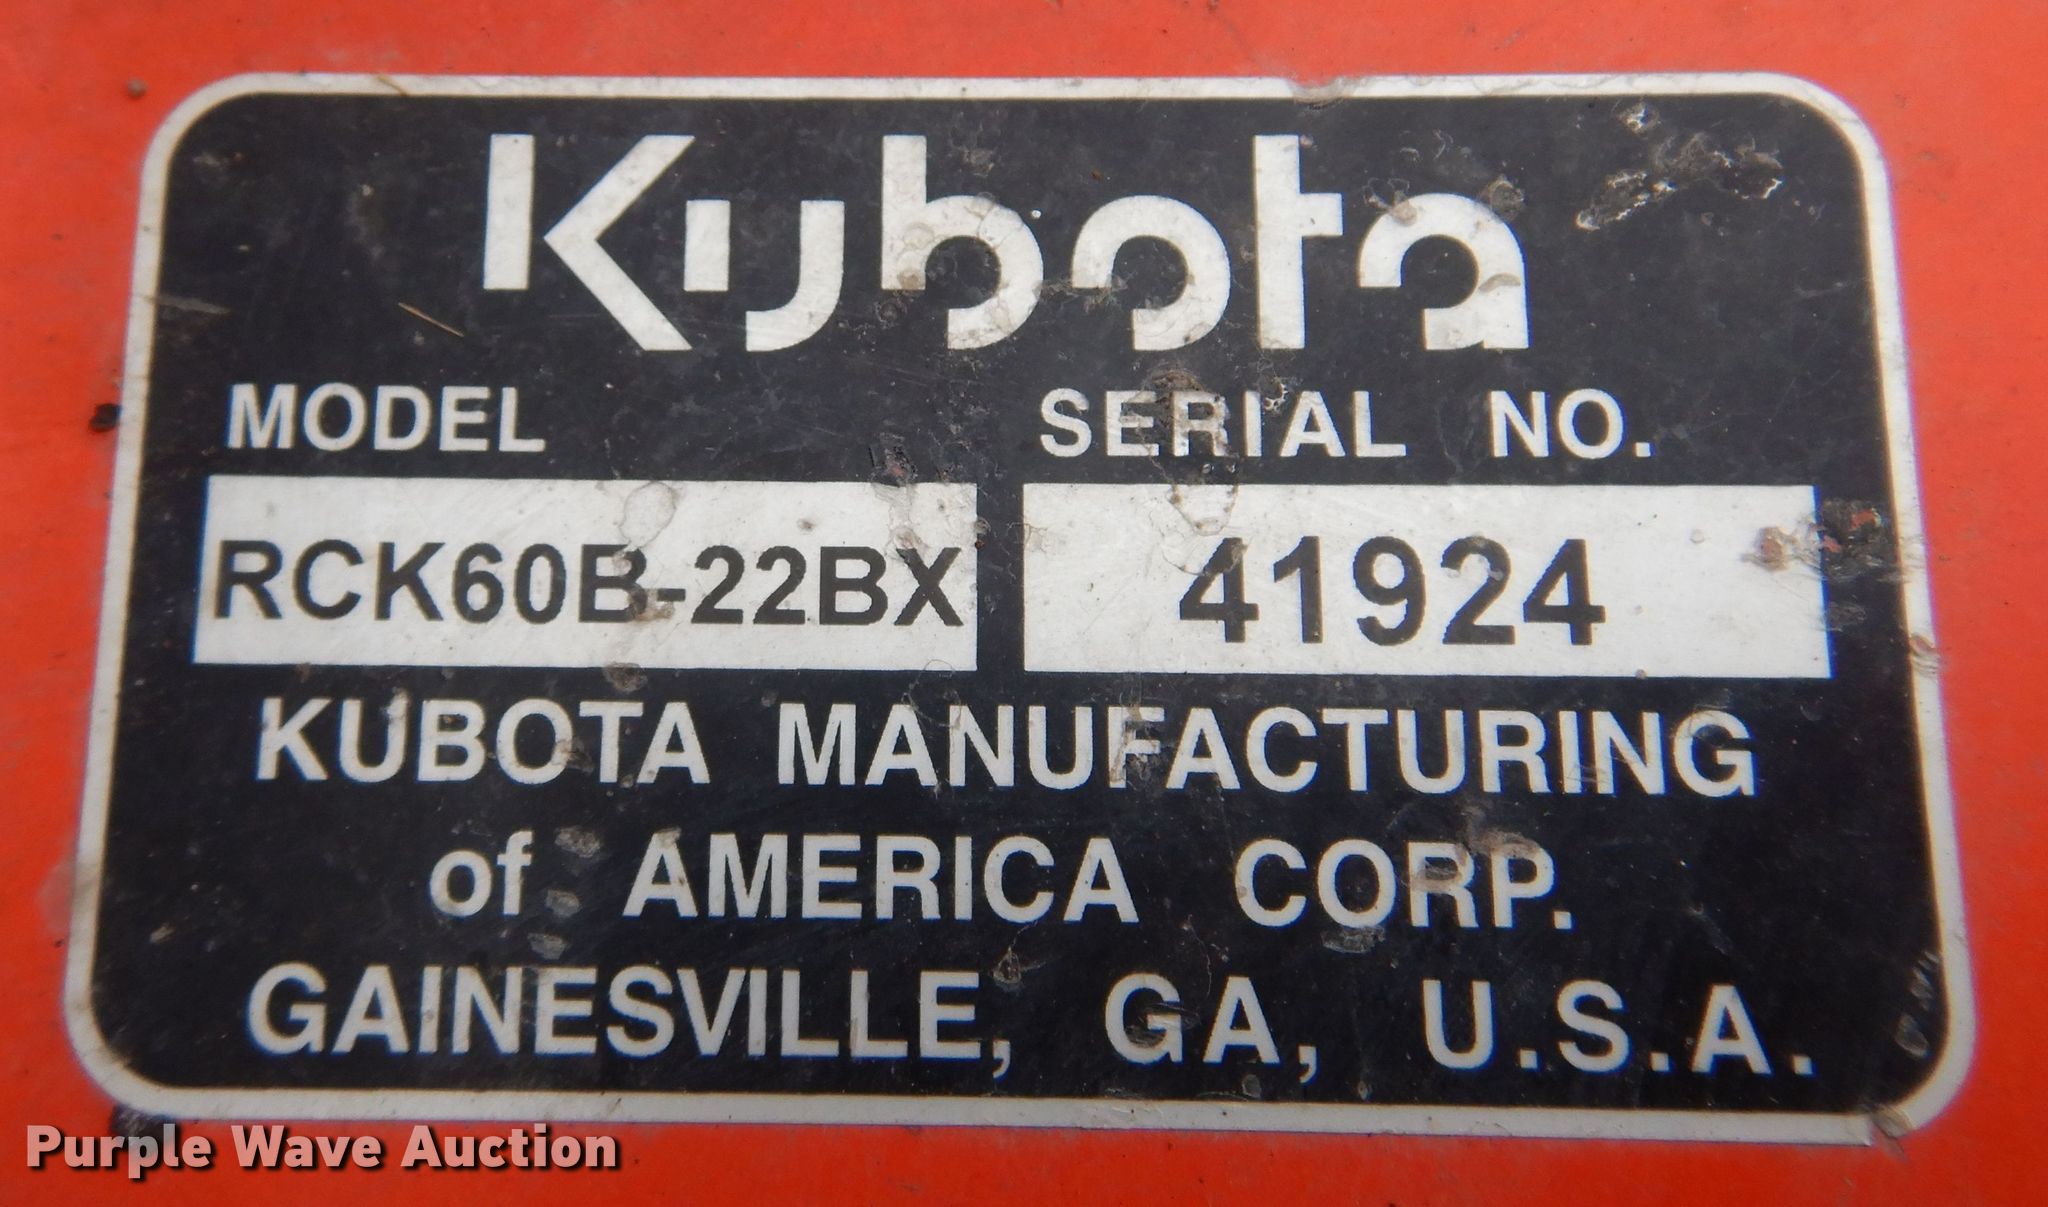 Kubota
MODEL SERIAL NO.
RCK60B-22BX 41924
KUBOTA MANUFACTURING
of AMERICA CORP.
GAINESVILLE, GA, U.S.A.
Purple Wave Auction